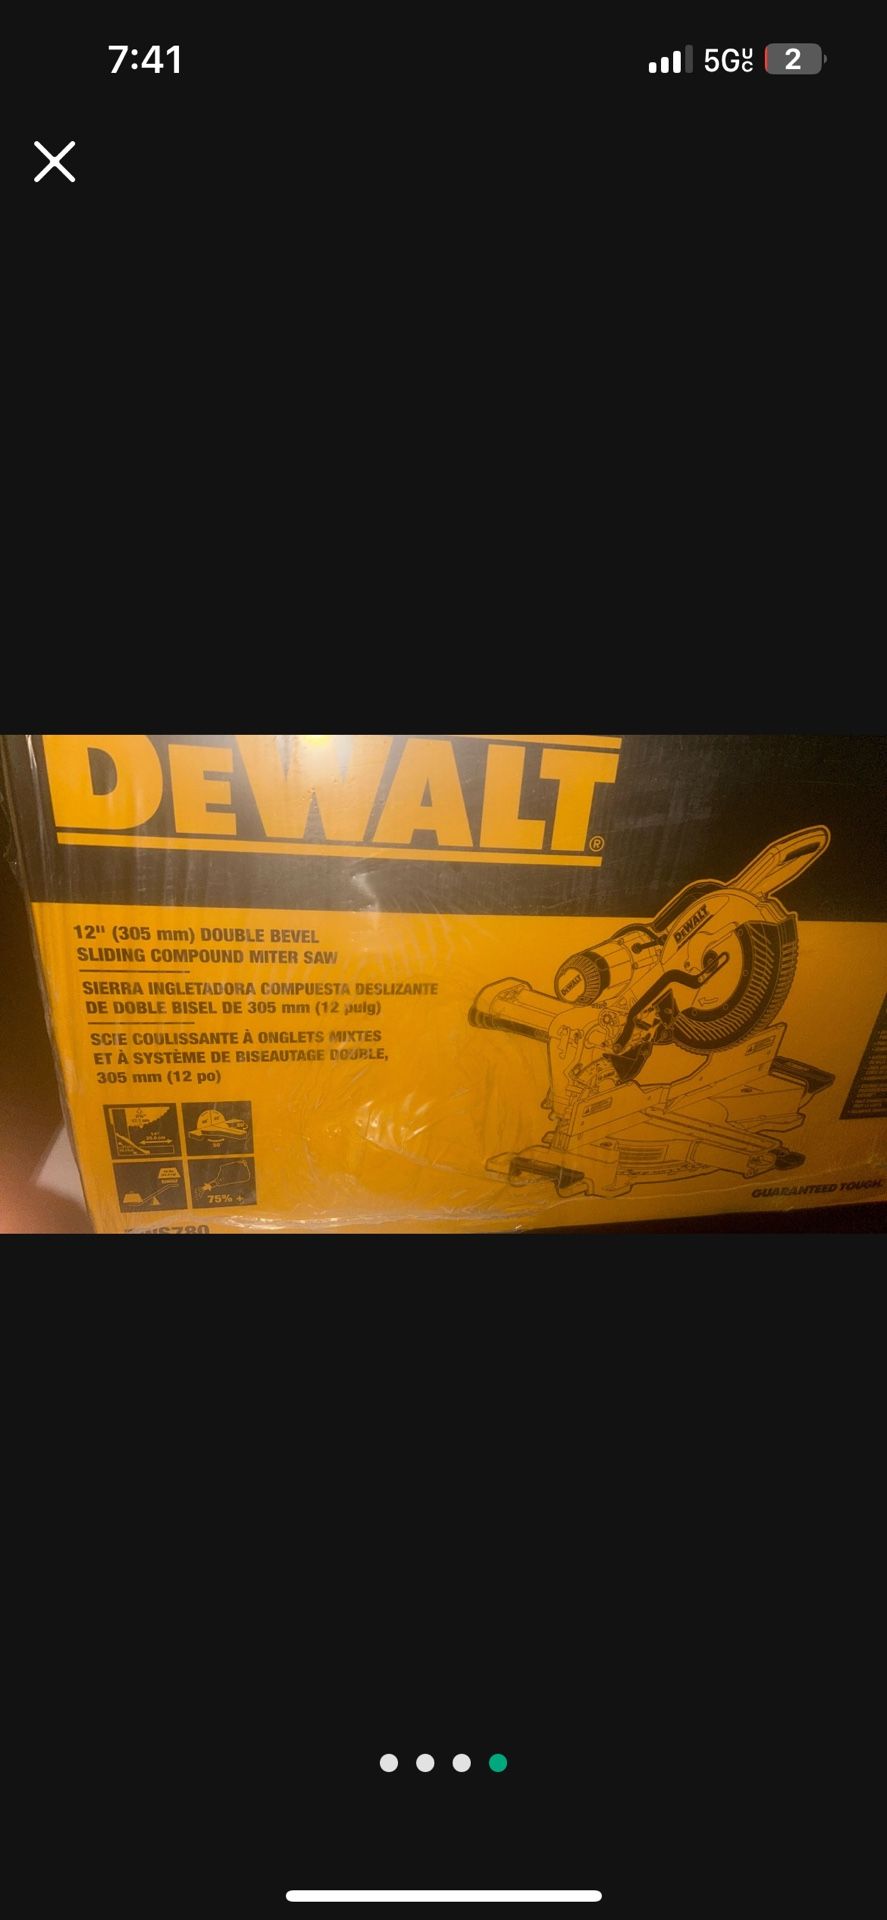 7:41
5G UC
2
DEWALT®
12" (305 mm) DOUBLE BEVEL
SLIDING COMPOUND MITER SAW
SIERRA INGLETADORA COMPUESTA DESLIZANTE
DE DOBLE BISEL DE 305 mm (12 pulg)
SCIE COULISSANTE À ONGLETS MIXTES
ET À SYSTÈME DE BISEAUTAGE DOUBLE,
305 mm (12 po)
DEWALT
DEWALT
75% +
GUARANTEED TOUGH.